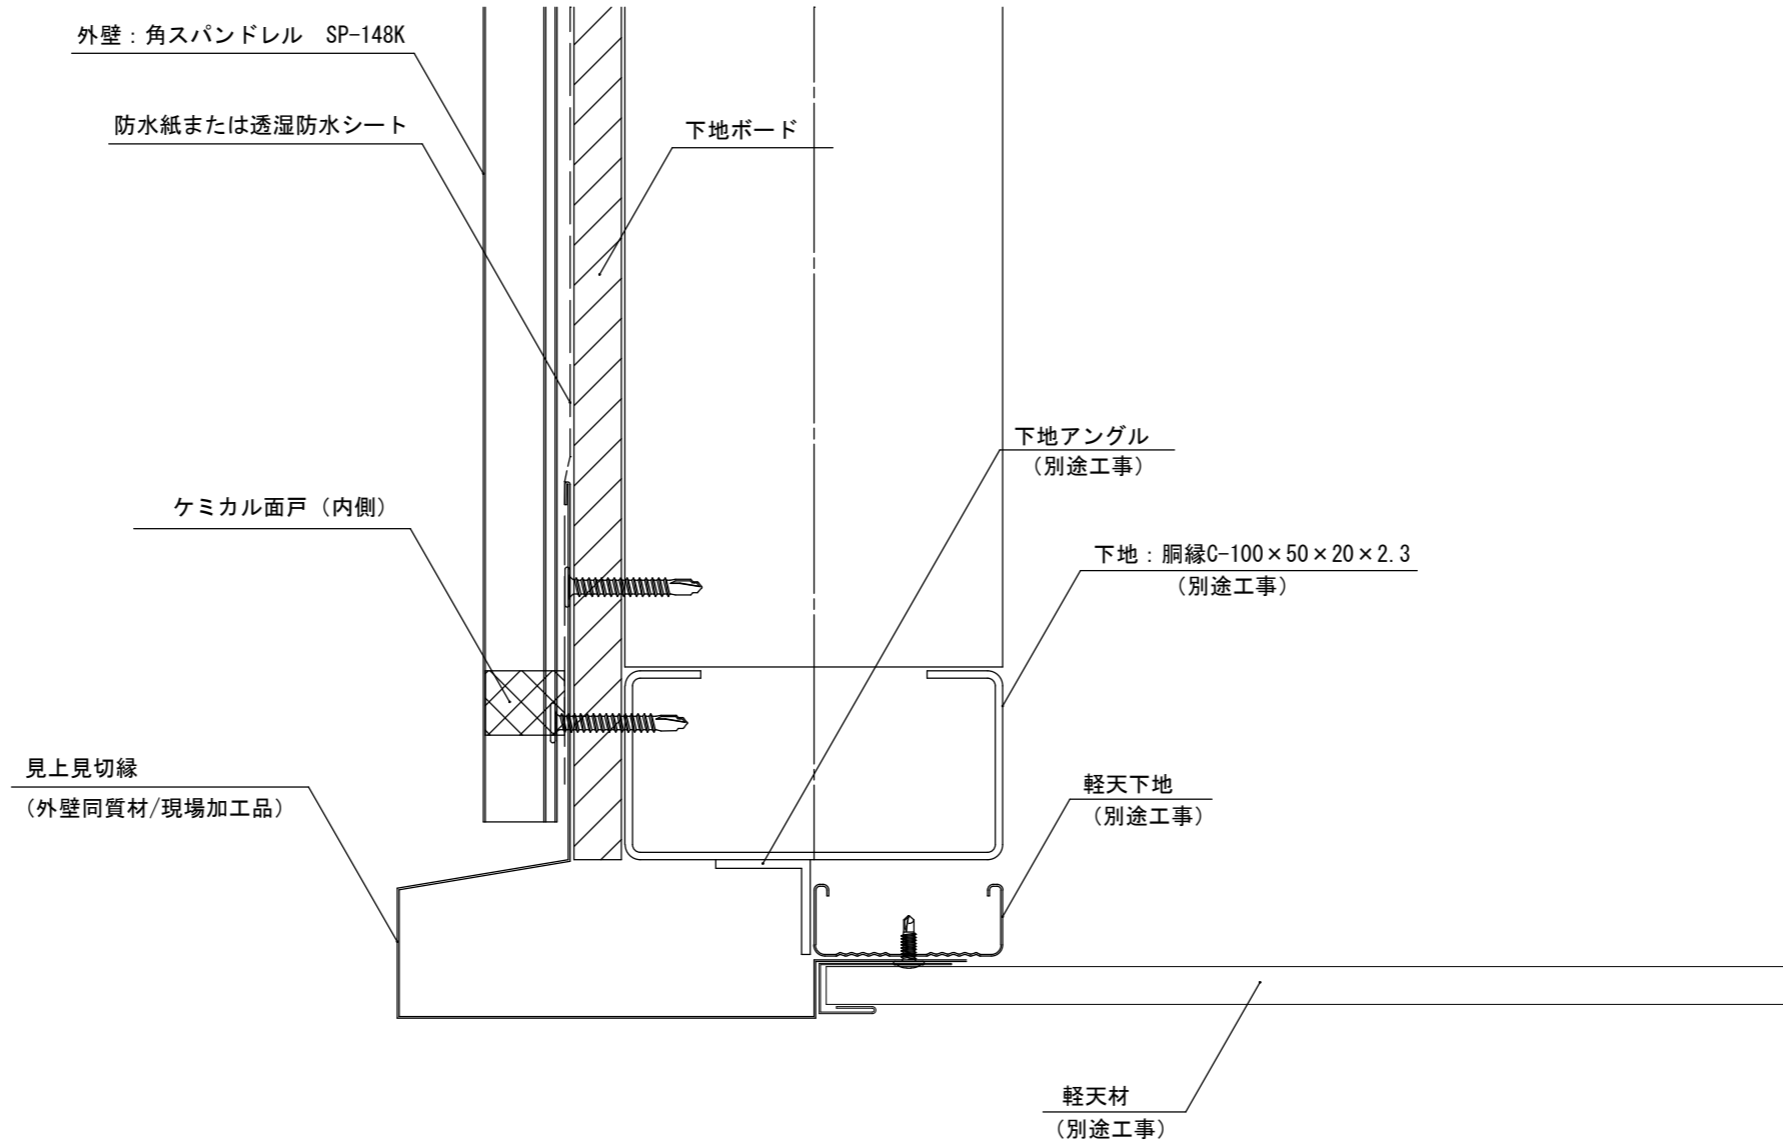 外壁：角スパンドレル　SP-148K
防水紙または透湿防水シート
下地ボード
下地アングル
（別途工事）
ケミカル面戸（内側）
下地：胴縁C-100×50×20×2.3
（別途工事）
見上見切縁
（外壁同質材/現場加工品）
軽天下地
（別途工事）
軽天材
（別途工事）